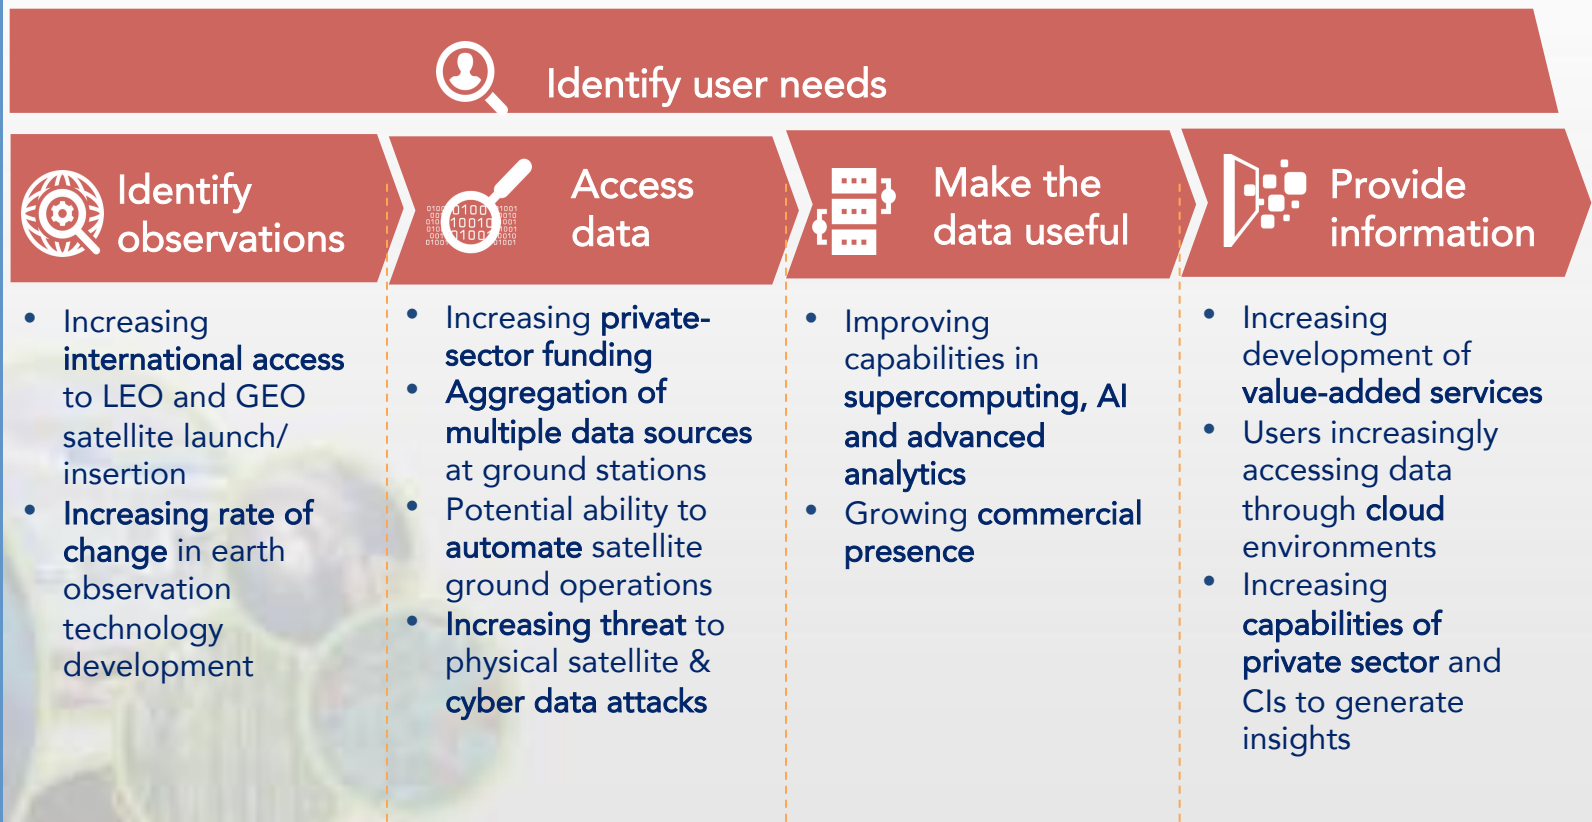 Identify user needs
Identify
observations
• Increasing
international access
to LEO and GEO
satellite launch/
insertion
• Increasing rate of
change in earth
observation
technology
development
Access
data
• Increasing private-
sector funding
• Aggregation of
multiple data sources
at ground stations
• Potential ability to
automate satellite
ground operations
• Increasing threat to
physical satellite &
cyber data attacks
Make the
data useful
• Improving
capabilities in
supercomputing, AI
and advanced
analytics
• Growing commercial
presence
Provide
information
• Increasing
development of
value-added services
• Users increasingly
accessing data
through cloud
environments
• Increasing
capabilities of
private sector and
CIs to generate
insights